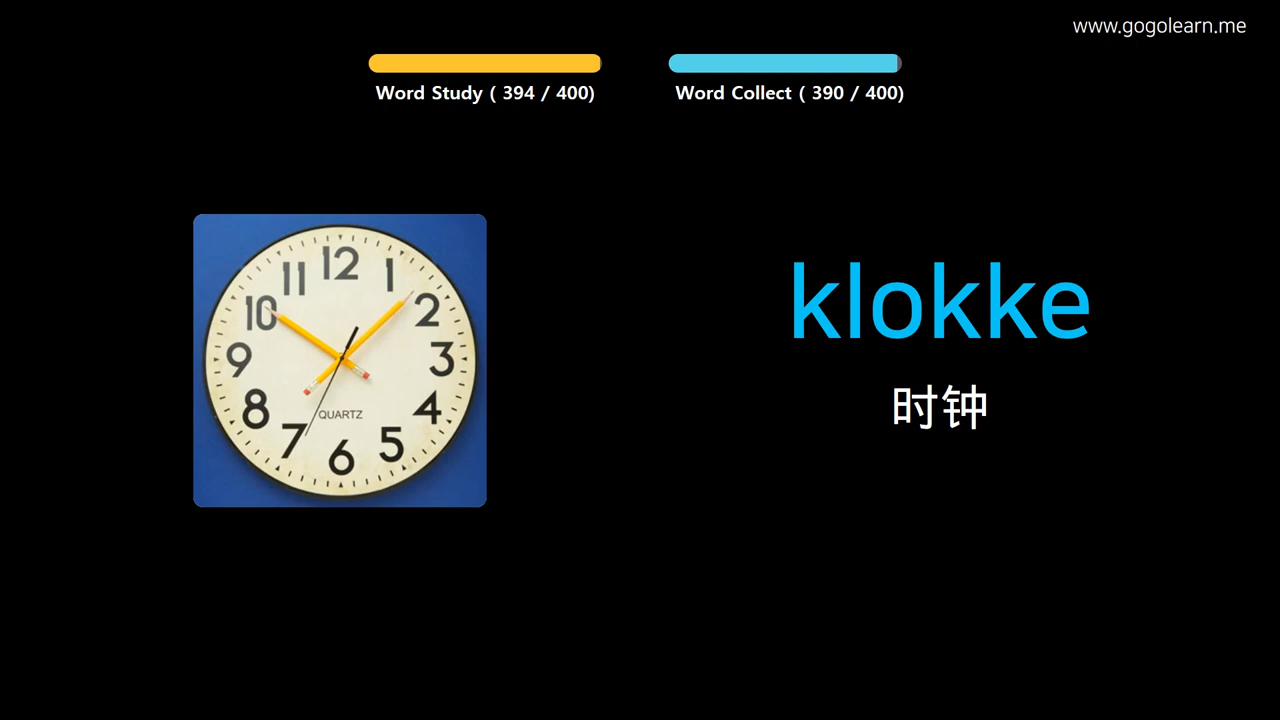 www.gogolearn.me
Word Study ( 394 / 400)
Word Collect ( 390 / 400)
12
11
1
10
2
9
3
8
4
QUARTZ
7
5
6
klokke
时钟